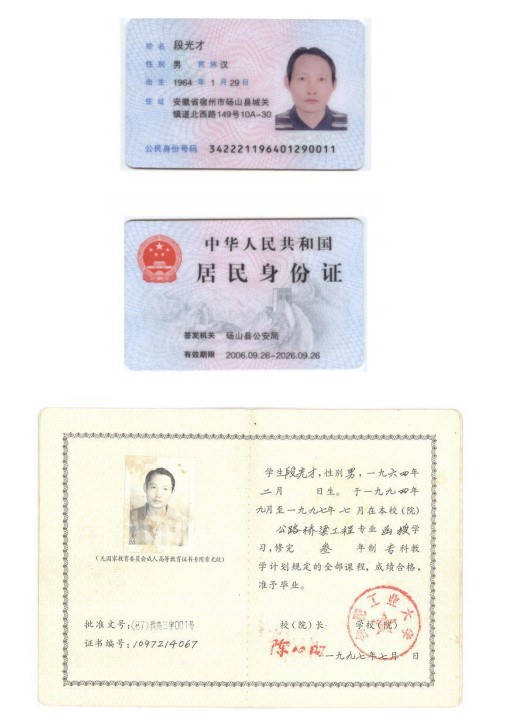 姓名 段光才
性别 男 民族 汉
出生 1964 年 1 月 29 日
住址 安徽省宿州市砀山县城关
镇道北西路149号10A-30
公民身份号码 342221196401290011
中华人民共和国
居民身份证
签发机关 砀山县公安局
有效期限 2006.09.26-2026.09.26
(无国家教育委员会成人高等教育证书专用章无效)
批准文号:(87)教高三字001号
证书编号:1097214067
学生段光才,性别男,一九六四年
二月 日生。于一九九四年
九月至一九九七年七月在本校(院)
公路桥梁工程专业函授学
习,修完 叁 年制专科教
学计划规定的全部课程,成绩合格,
准予毕业。
校(院)长 学校(院)
一九九七年七月 日
工业大学